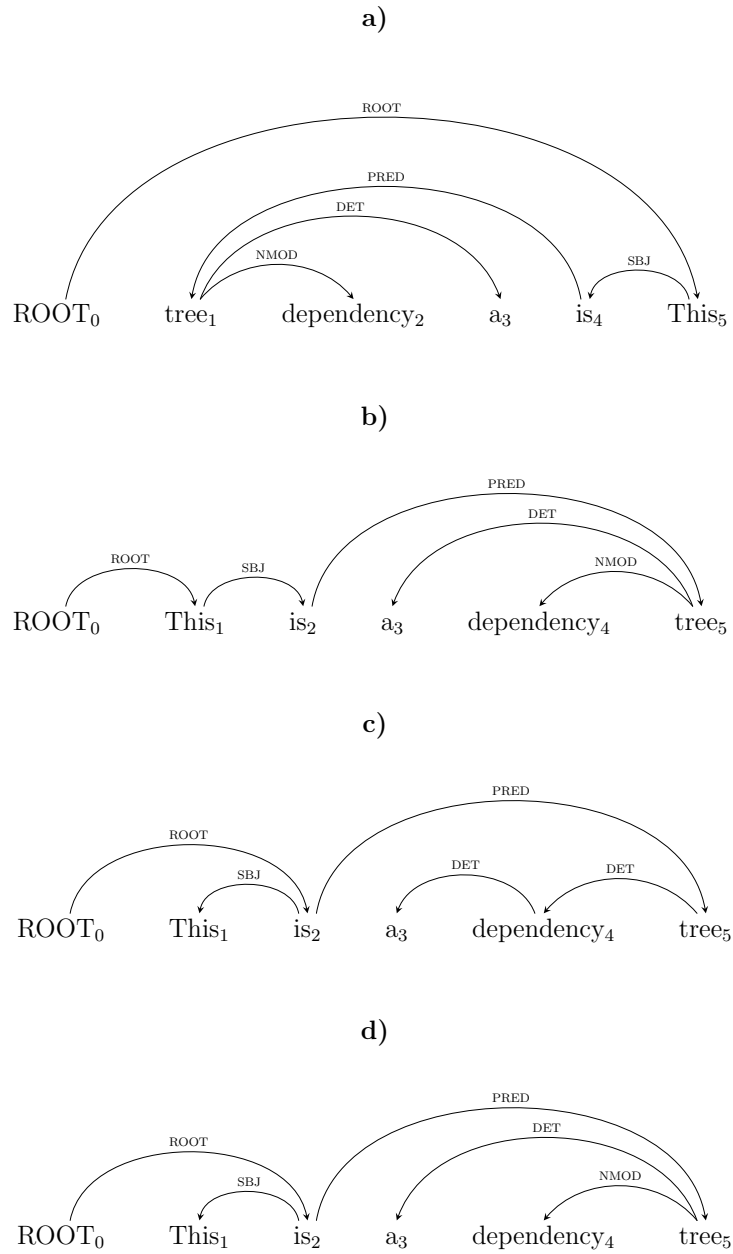 a)
ROOT
PRED
DET
NMOD SBJ
ROOT₀ tree₁ dependency₂ a₃ is₄ This₅
b)
PRED
DET
ROOT SBJ NMOD
ROOT₀ This₁ is₂ a₃ dependency₄ tree₅
c)
PRED
ROOT
SBJ DET DET
ROOT₀ This₁ is₂ a₃ dependency₄ tree₅
d)
PRED
DET
ROOT
SBJ NMOD
ROOT₀ This₁ is₂ a₃ dependency₄ tree₅